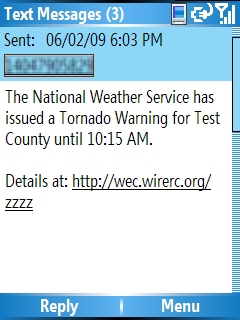 Text Messages (3)
Sent: 06/02/09 6:03 PM
The National Weather Service has
issued a Tornado Warning for Test
County until 10:15 AM.
Details at: http://wec.wirerc.org/
zzzz
Reply Menu